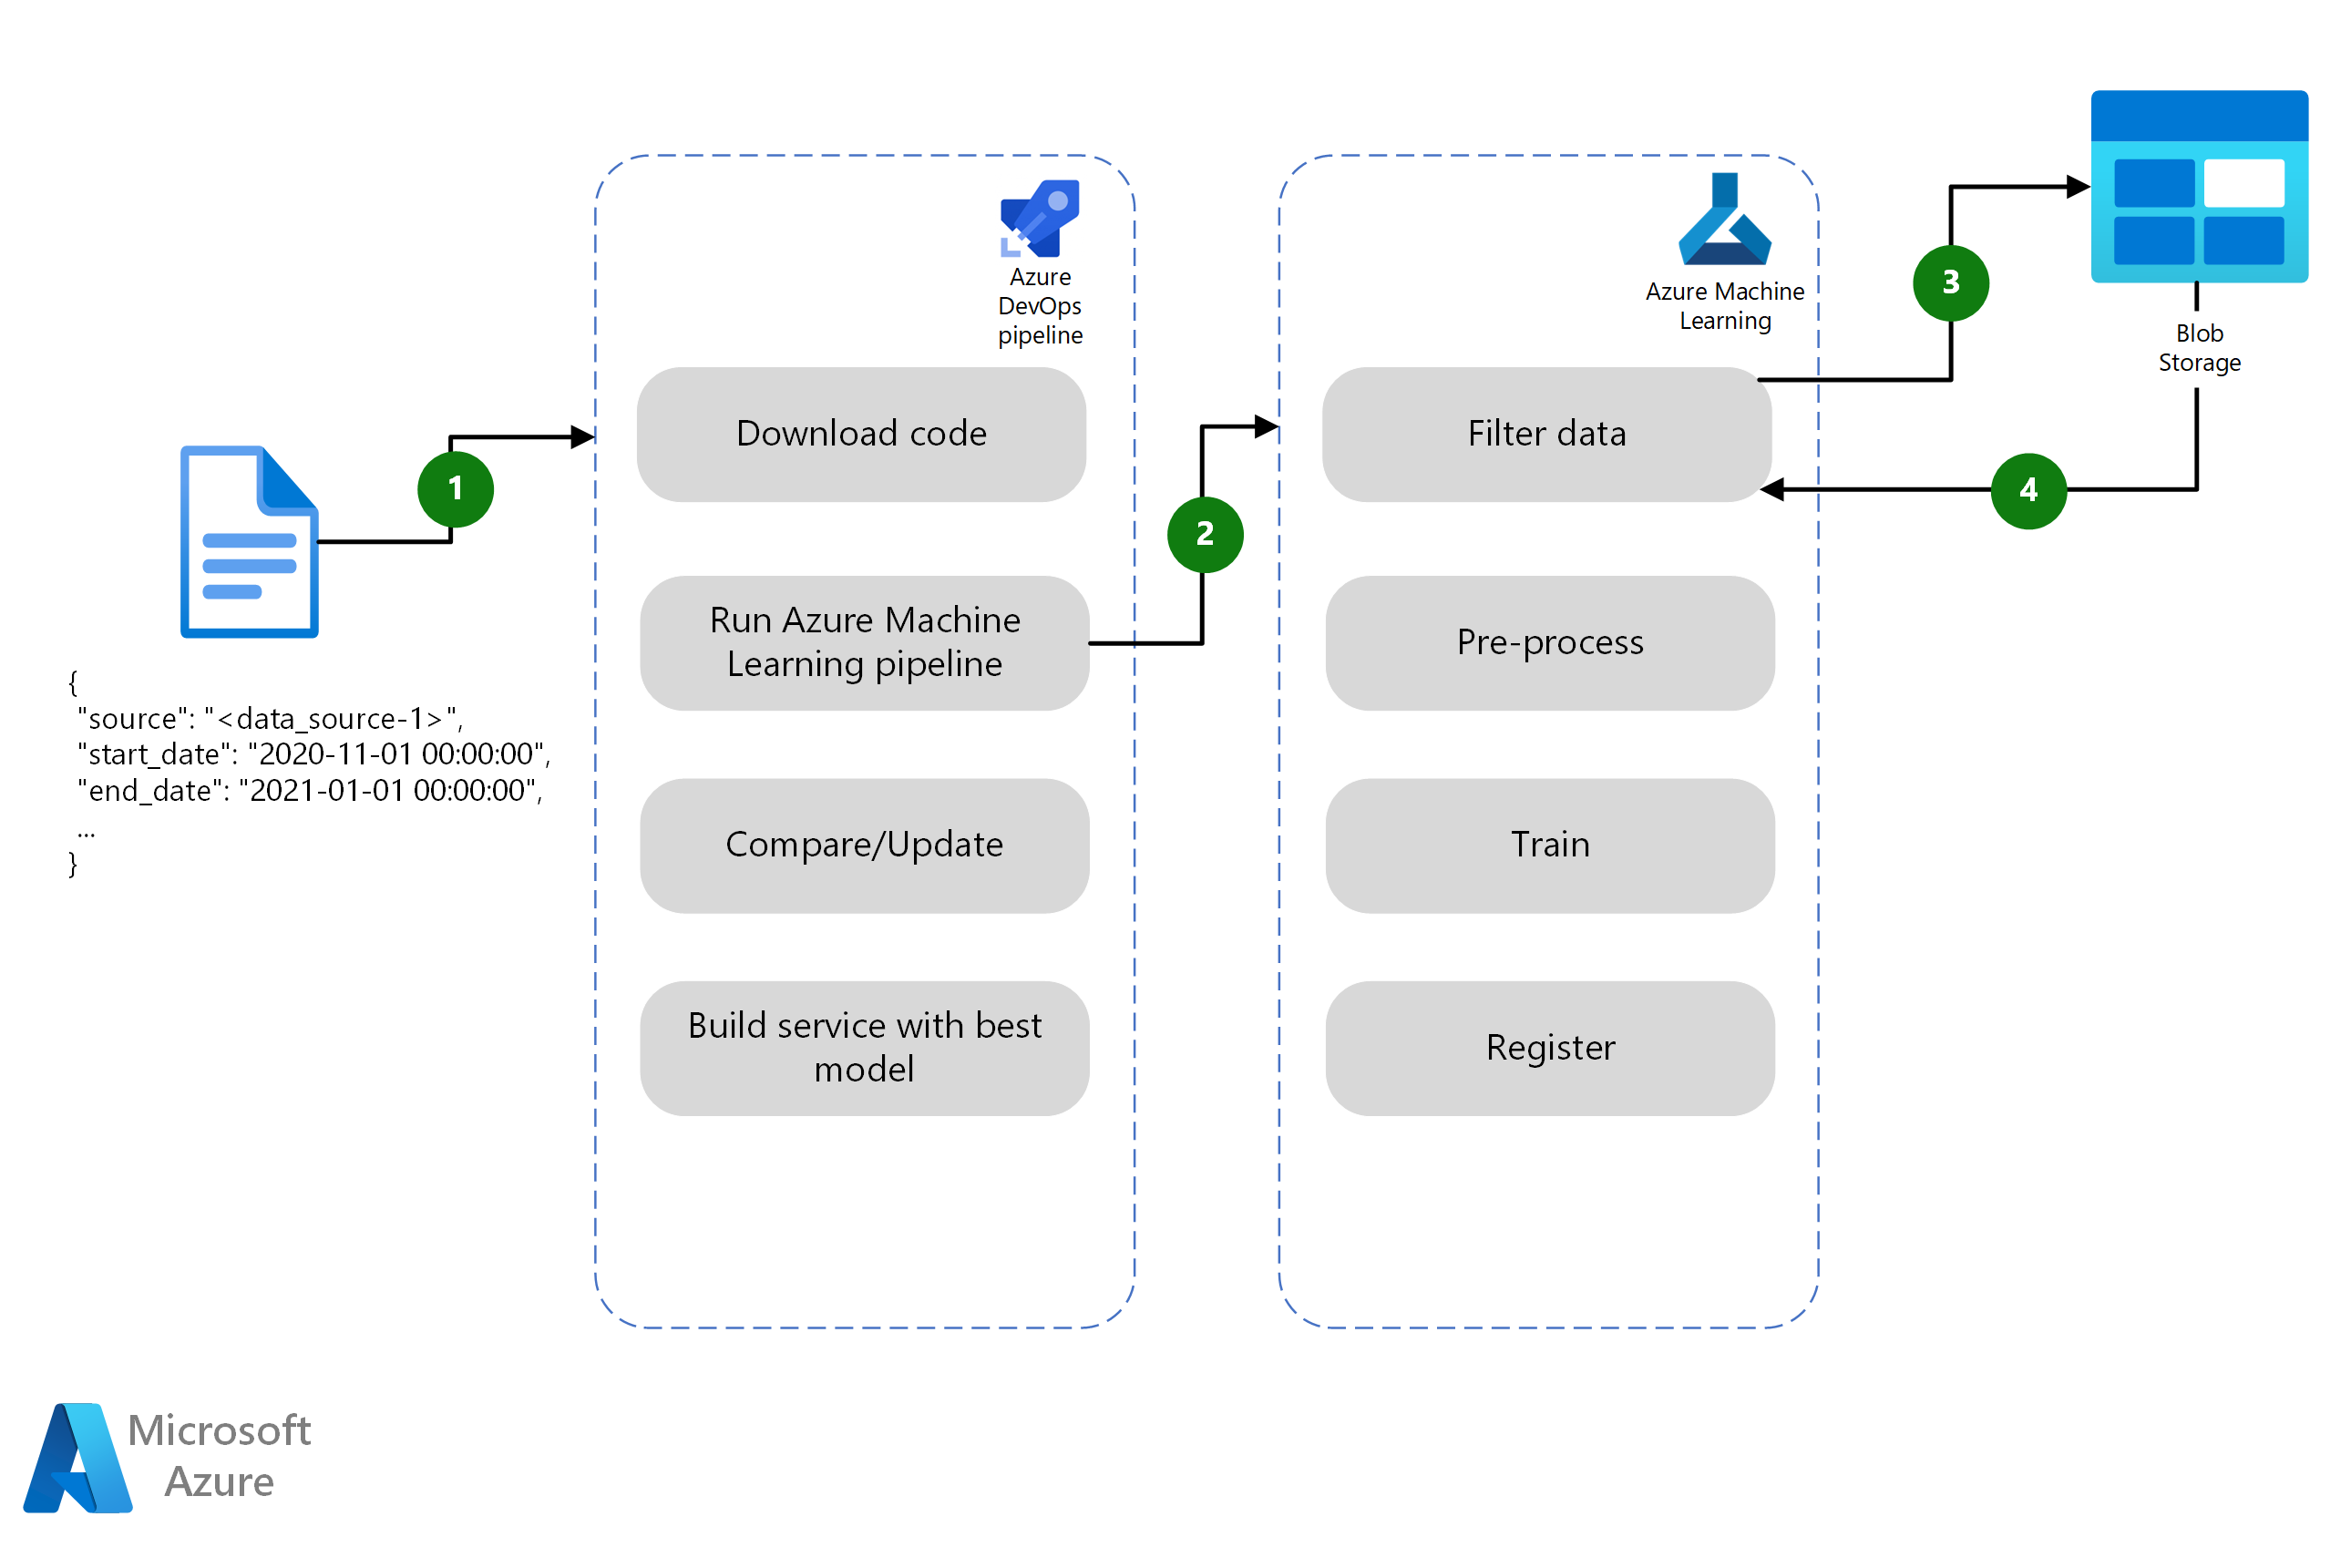 Azure
DevOps
pipeline
Azure Machine
Learning
3
Blob
Storage
1
Download code
Filter data
4
2
Run Azure Machine
Learning pipeline
Pre-process
{
"source": "<data_source-1>",
"start_date": "2020-11-01 00:00:00",
"end_date": "2021-01-01 00:00:00",
...
}
Compare/Update
Train
Build service with best
model
Register
Microsoft
Azure